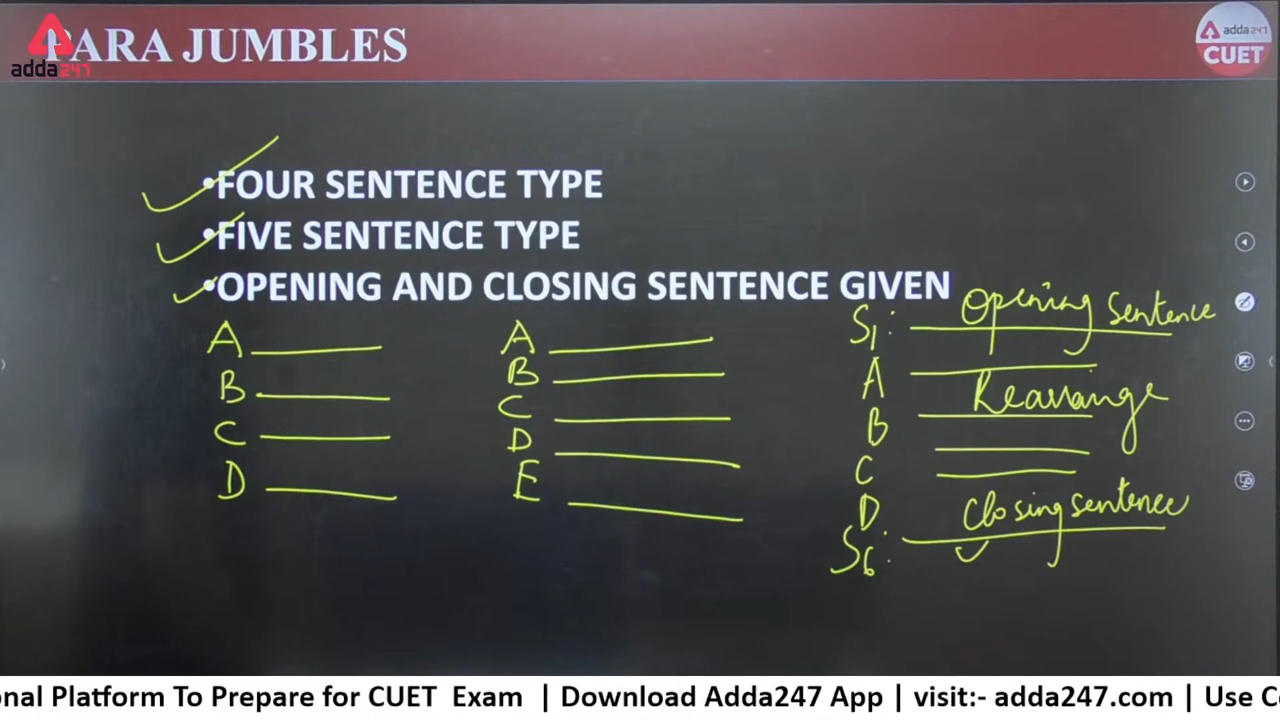 PARA JUMBLES
adda247
adda247
CUET
•FOUR SENTENCE TYPE
•FIVE SENTENCE TYPE
•OPENING AND CLOSING SENTENCE GIVEN
A
B
C
D
A
B
C
D
E
S1: Opening Sentence
A
Rearrange
B
C
D
Closing sentence
S6:
onal Platform To Prepare for CUET Exam | Download Adda247 App | visit:- adda247.com | Use C